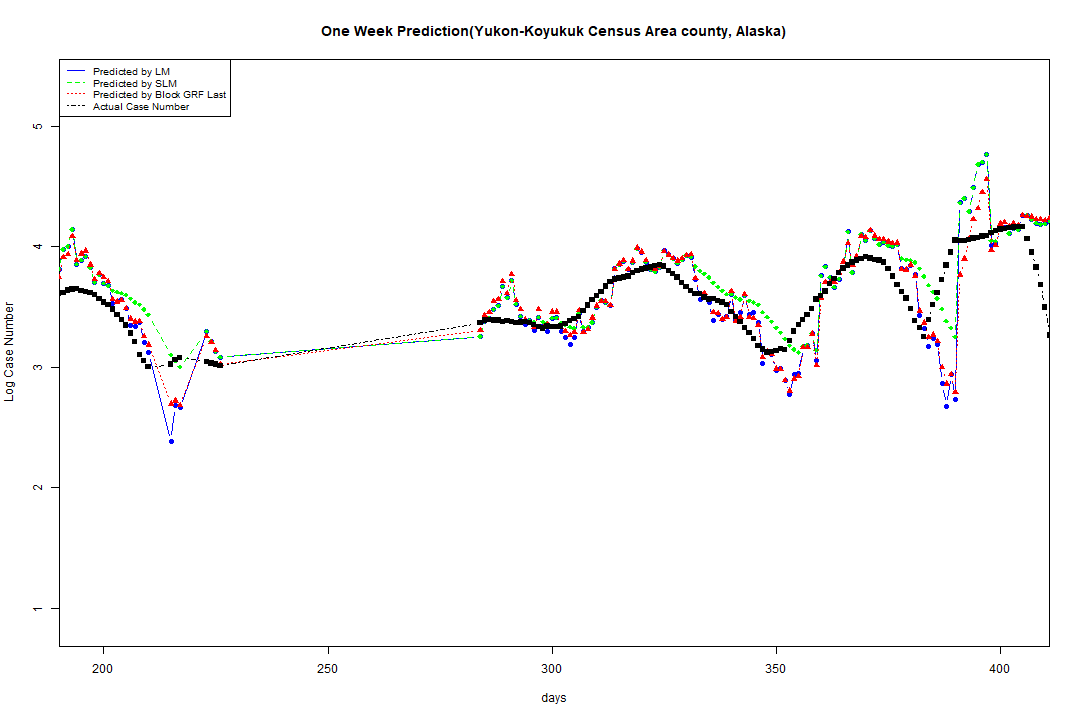 One Week Prediction(Yukon-Koyukuk Census Area county, Alaska)
Predicted by LM
Predicted by SLM
Predicted by Block GRF Last
Actual Case Number
5
4
3
2
1
Log Case Number
200 250 300 350 400
days